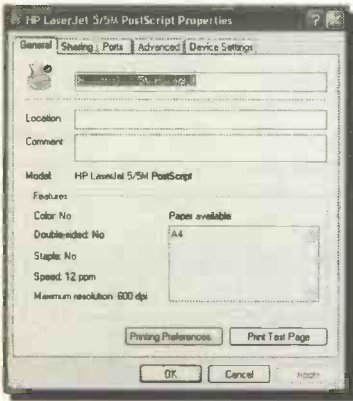 HP LaserJet 5/5M PostScript Properties
General Sharing Ports Advanced Device Settings
Location
Comment
Model: HP LaserJet 5/5M PostScript
Features
Color: No Paper available:
Double-sided: No A4
Staple: No
Speed: 12 ppm
Maximum resolution: 600 dpi
Printing Preferences... Print Test Page
OK Cancel Apply